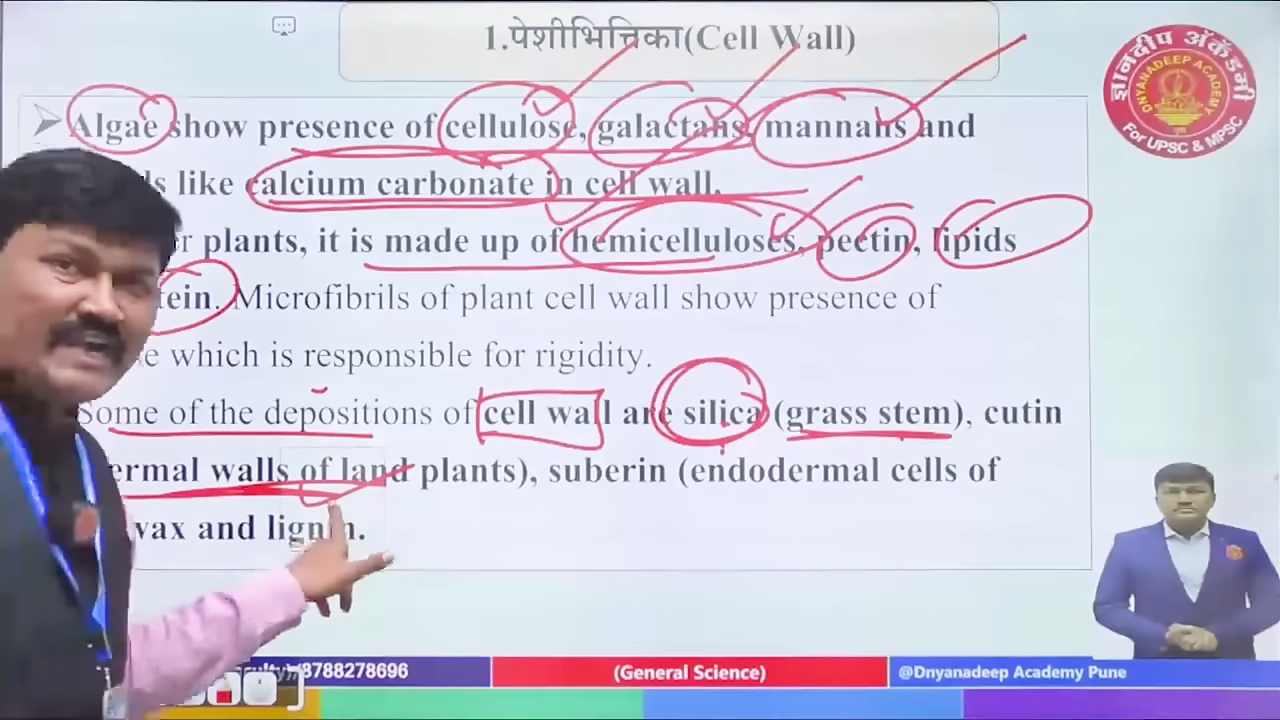 1.पेशीभित्तिका(Cell Wall)
ज्ञानदीप अॅकॅडमी
DNYANADEEP ACADEMY
For UPSC & MPSC
Algae show presence of cellulose, galactans, mannans and
like calcium carbonate in cell wall.
plants, it is made up of hemicelluloses, pectin, lipids
tein. Microfibrils of plant cell wall show presence of
e which is responsible for rigidity.
Some of the depositions of cell wall are silica (grass stem), cutin
ermal walls of land plants), suberin (endodermal cells of
wax and lignin.
8788278696
(General Science)
@Dnyanadeep Academy Pune